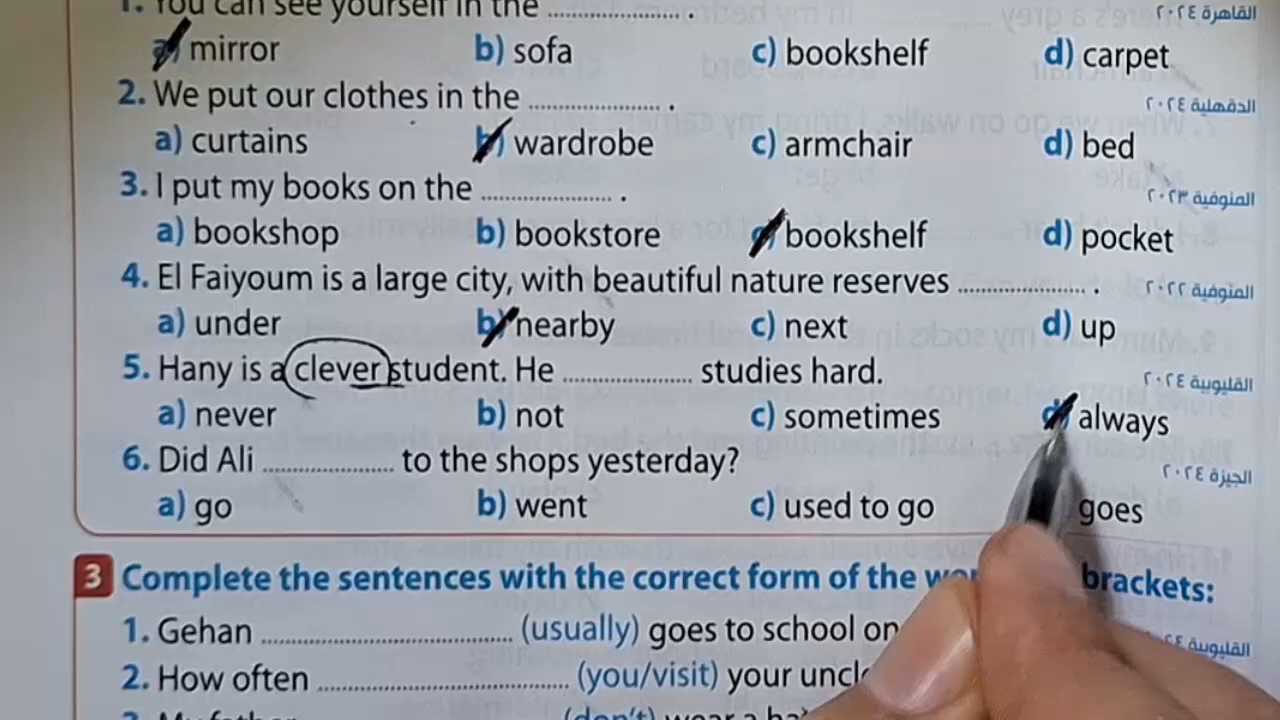 1. You can see yourself in the .................... . القاهرة ٢٠٢٤
a) mirror b) sofa c) bookshelf d) carpet
2. We put our clothes in the .................... . الدقهلية ٢٠٢٤
a) curtains b) wardrobe c) armchair d) bed
3. I put my books on the .................... . المنوفية ٢٠٢٣
a) bookshop b) bookstore c) bookshelf d) pocket
4. El Faiyoum is a large city, with beautiful nature reserves .................... . المنوفية ٢٠٢٢
a) under b) nearby c) next d) up
5. Hany is a clever student. He .................... studies hard. القليوبية ٢٠٢٤
a) never b) not c) sometimes d) always
6. Did Ali .................... to the shops yesterday? الجيزة ٢٠٢٤
a) go b) went c) used to go goes
3 Complete the sentences with the correct form of the brackets:
1. Gehan .................... (usually) goes to school on القليوبية
2. How often .................... (you/visit) your
(don't) wear a